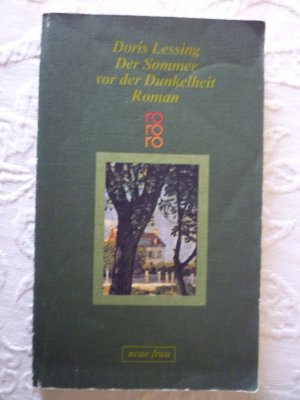 Doris Lessing
Der Sommer
vor der Dunkelheit
Roman
ro
ro
ro
neue frau